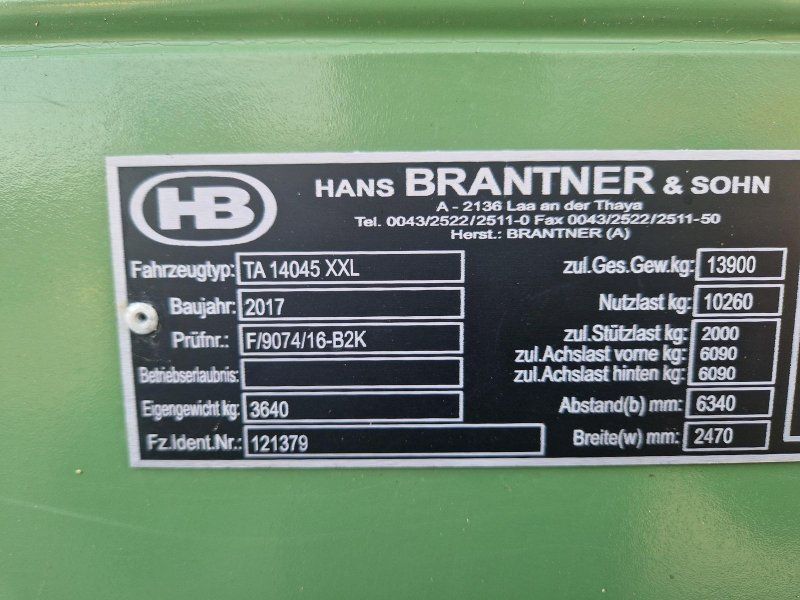 HB
HANS BRANTNER & SOHN
A - 2136 Laa an der Thaya
Tel. 0043/2522/2511-0 Fax 0043/2522/2511-50
Herst.: BRANTNER (A)
Fahrzeugtyp: TA 14045 XXL
Baujahr: 2017
Prüfnr.: F/9074/16-B2K
Betriebserlaubnis:
Eigengewicht kg: 3640
Fz.Ident.Nr.: 121379
zul.Ges.Gew.kg: 13900
Nutzlast kg: 10260
zul.Stützlast kg: 2000
zul.Achslast vorne kg: 6090
zul.Achslast hinten kg: 6090
Abstand(b) mm: 6340
Breite(w) mm: 2470